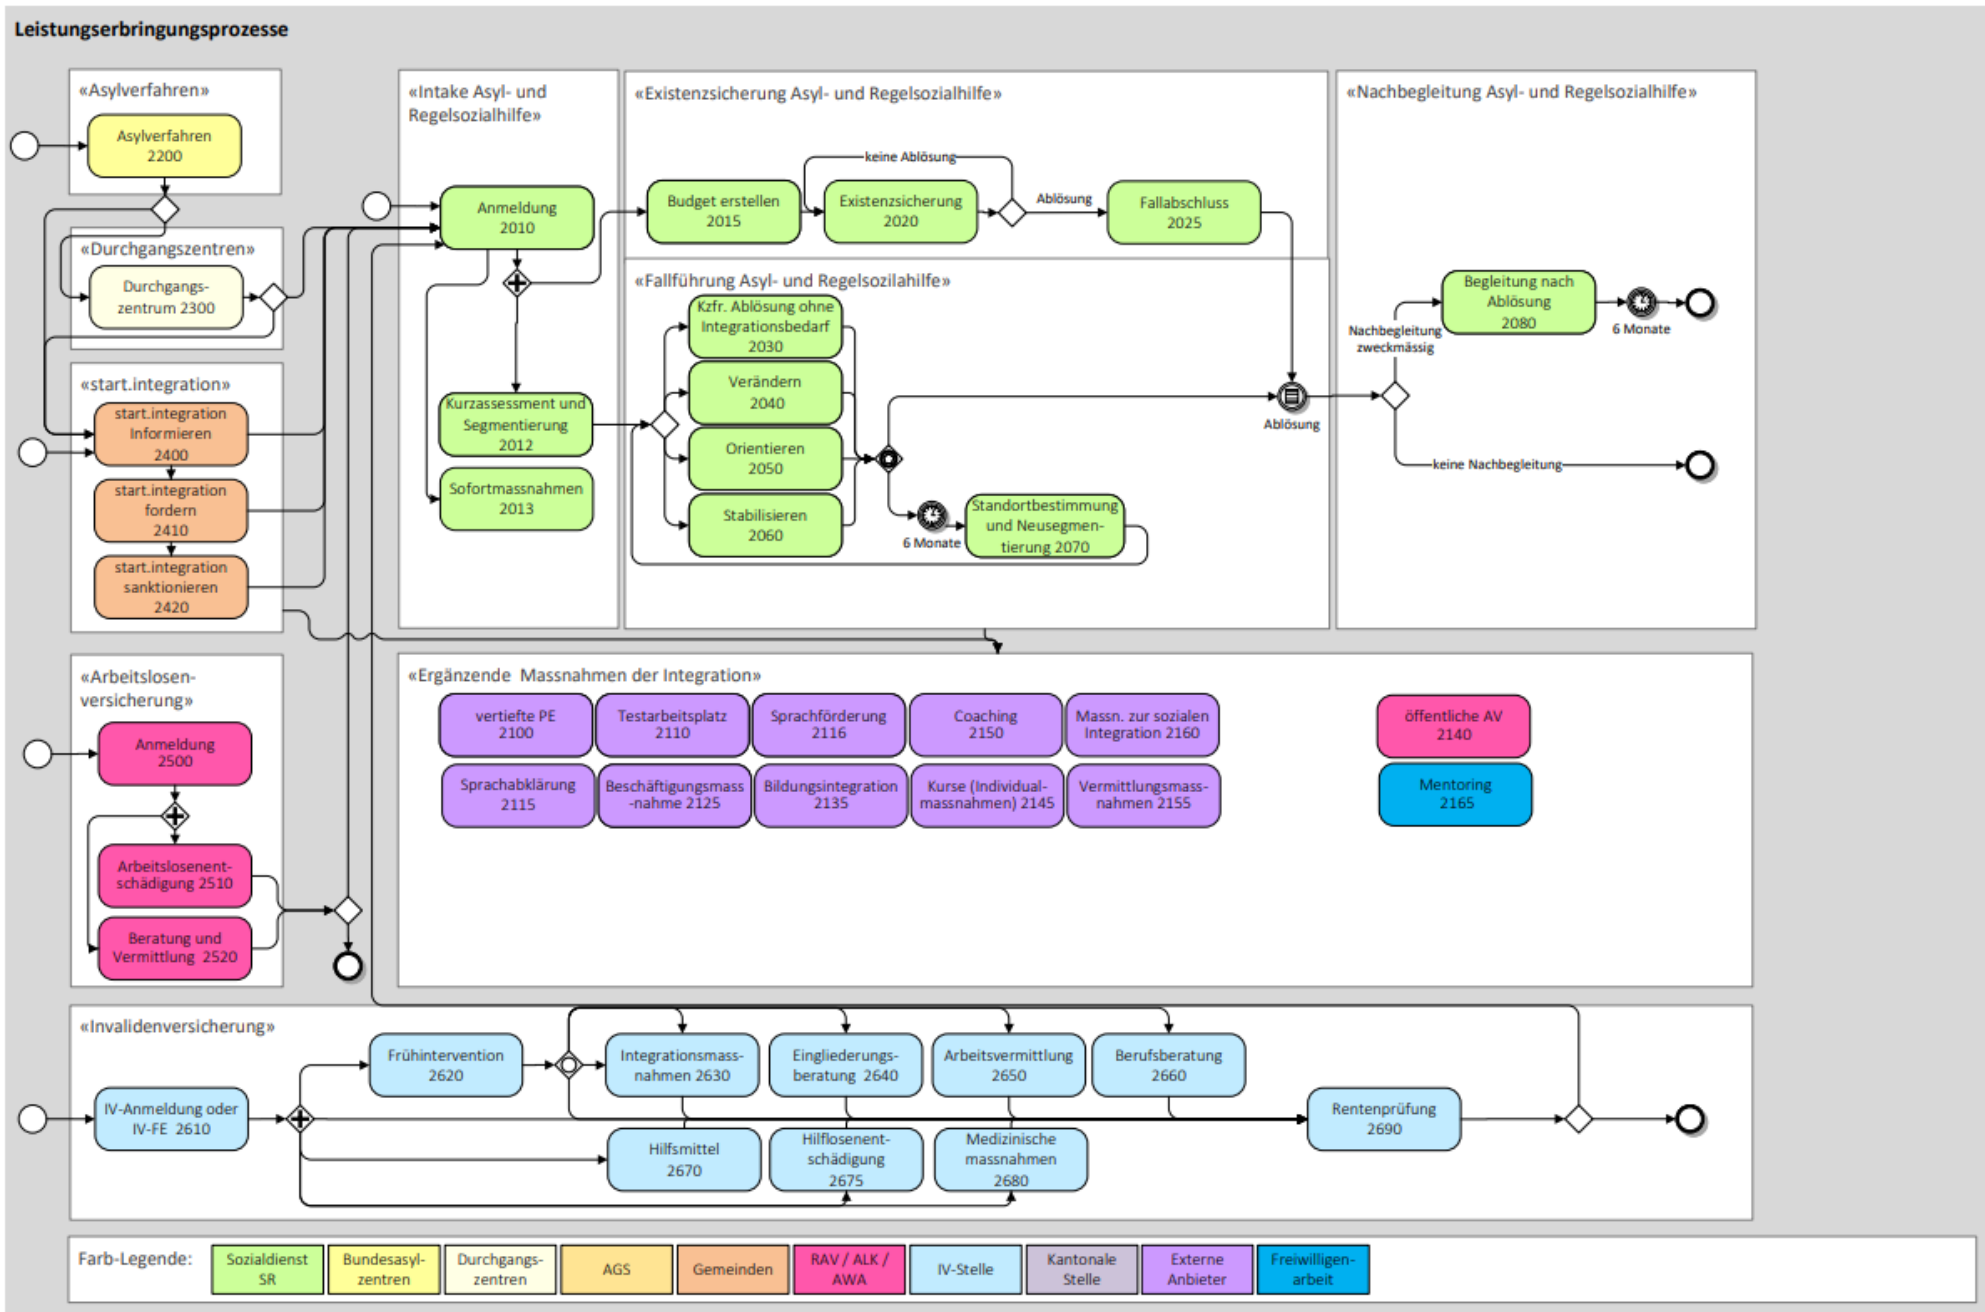 Leistungserbringungsprozesse
«Asylverfahren»
Asylverfahren
2200
«Durchgangszentren»
Durchgangs-
zentrum 2300
«start.integration»
start.integration
Informieren
2400
start.integration
fordern
2410
start.integration
sanktionieren
2420
«Intake Asyl- und
Regelsozialhilfe»
Anmeldung
2010
Kurzassessment und
Segmentierung
2012
Sofortmassnahmen
2013
«Existenzsicherung Asyl- und Regelsozialhilfe»
keine Ablösung
Budget erstellen
2015
Existenzsicherung
2020
Ablösung
Fallabschluss
2025
«Fallführung Asyl- und Regelsozilahilfe»
Kzfr. Ablösung ohne
Integrationsbedarf
2030
Verändern
2040
Orientieren
2050
Stabilisieren
2060
6 Monate
Standortbestimmung
und Neusegmen-
tierung 2070
Ablösung
«Nachbegleitung Asyl- und Regelsozialhilfe»
Begleitung nach
Ablösung
2080
6 Monate
Nachbegleitung
zweckmässig
keine Nachbegleitung
«Arbeitslosen-
versicherung»
Anmeldung
2500
Arbeitslosenent-
schädigung 2510
Beratung und
Vermittlung 2520
«Ergänzende Massnahmen der Integration»
vertiefte PE
2100
Testarbeitsplatz
2110
Sprachförderung
2116
Coaching
2150
Massn. zur sozialen
Integration 2160
öffentliche AV
2140
Sprachabklärung
2115
Beschäftigungsmass
-nahme 2125
Bildungsintegration
2135
Kurse (Individual-
massnahmen) 2145
Vermittlungsmass-
nahmen 2155
Mentoring
2165
«Invalidenversicherung»
IV-Anmeldung oder
IV-FE 2610
Frühintervention
2620
Integrationsmass-
nahmen 2630
Eingliederungs-
beratung 2640
Arbeitsvermittlung
2650
Berufsberatung
2660
Hilfsmittel
2670
Hilflosenent-
schädigung
2675
Medizinische
massnahmen
2680
Rentenprüfung
2690
Farb-Legende:
Sozialdienst
SR
Bundesasyl-
zentren
Durchgangs-
zentren
AGS
Gemeinden
RAV / ALK /
AWA
IV-Stelle
Kantonale
Stelle
Externe
Anbieter
Freiwilligen-
arbeit